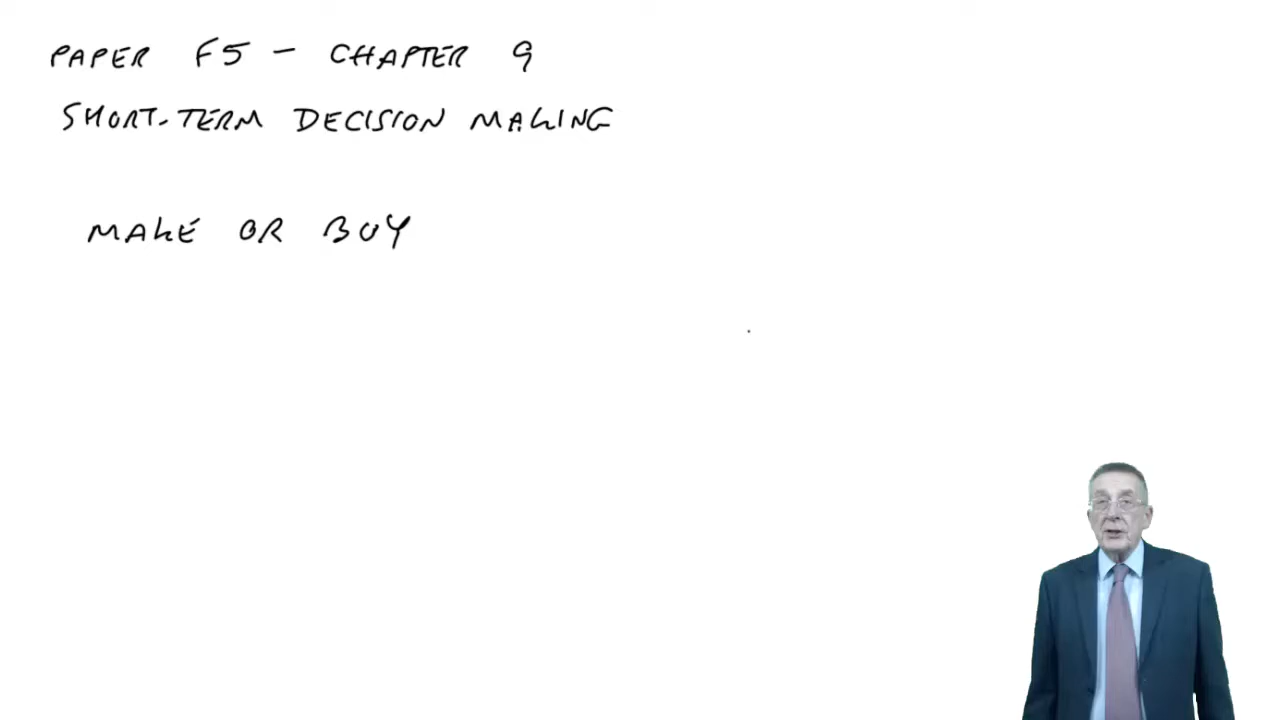 PAPER F5 - CHAPTER 9
SHORT-TERM DECISION MAKING
MAKE OR BUY